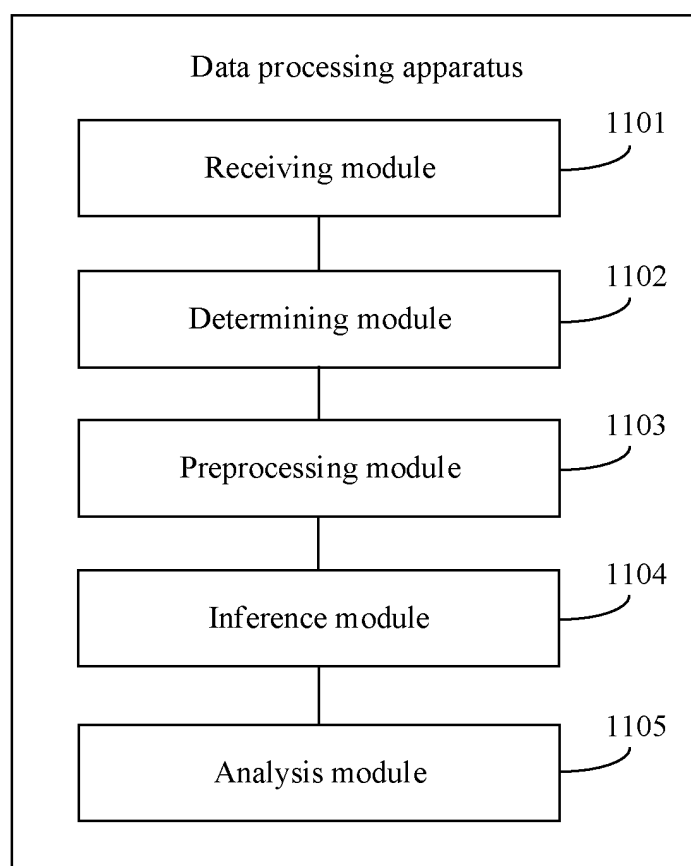 Data processing apparatus
1101
Receiving module
1102
Determining module
1103
Preprocessing module
1104
Inference module
1105
Analysis module